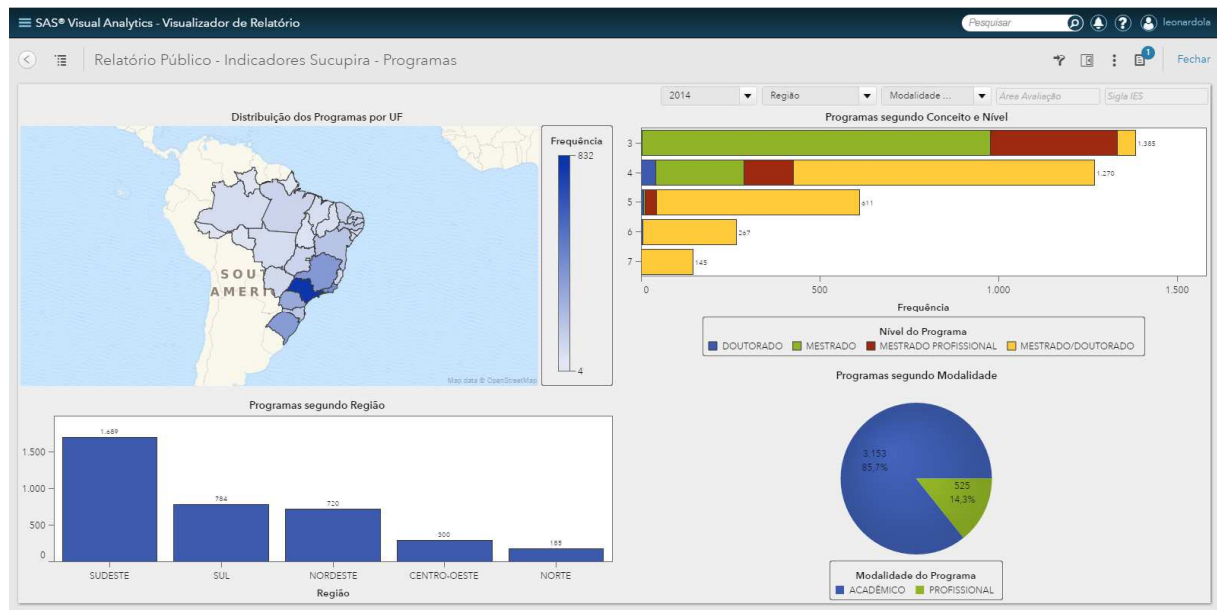 SAS® Visual Analytics - Visualizador de Relatório
Pesquisar
leonardola
Relatório Público - Indicadores Sucupira - Programas
1
Fechar
2014
Região
Modalidade ...
Área Avaliação
Sigla IES
Distribuição dos Programas por UF
SOUT
AMERI
Map data © OpenStreetMap
Frequência
832
4
Programas segundo Conceito e Nível
3
1.385
4
1.270
5
611
6
267
7
145
0
500
1.000
1.500
Frequência
Nível do Programa
DOUTORADO
MESTRADO
MESTRADO PROFISSIONAL
MESTRADO/DOUTORADO
Programas segundo Região
1.689
784
720
300
185
1.500
1.000
500
0
SUDESTE
SUL
NORDESTE
CENTRO-OESTE
NORTE
Região
Programas segundo Modalidade
3.153
85,7%
525
14,3%
Modalidade do Programa
ACADÊMICO
PROFISSIONAL